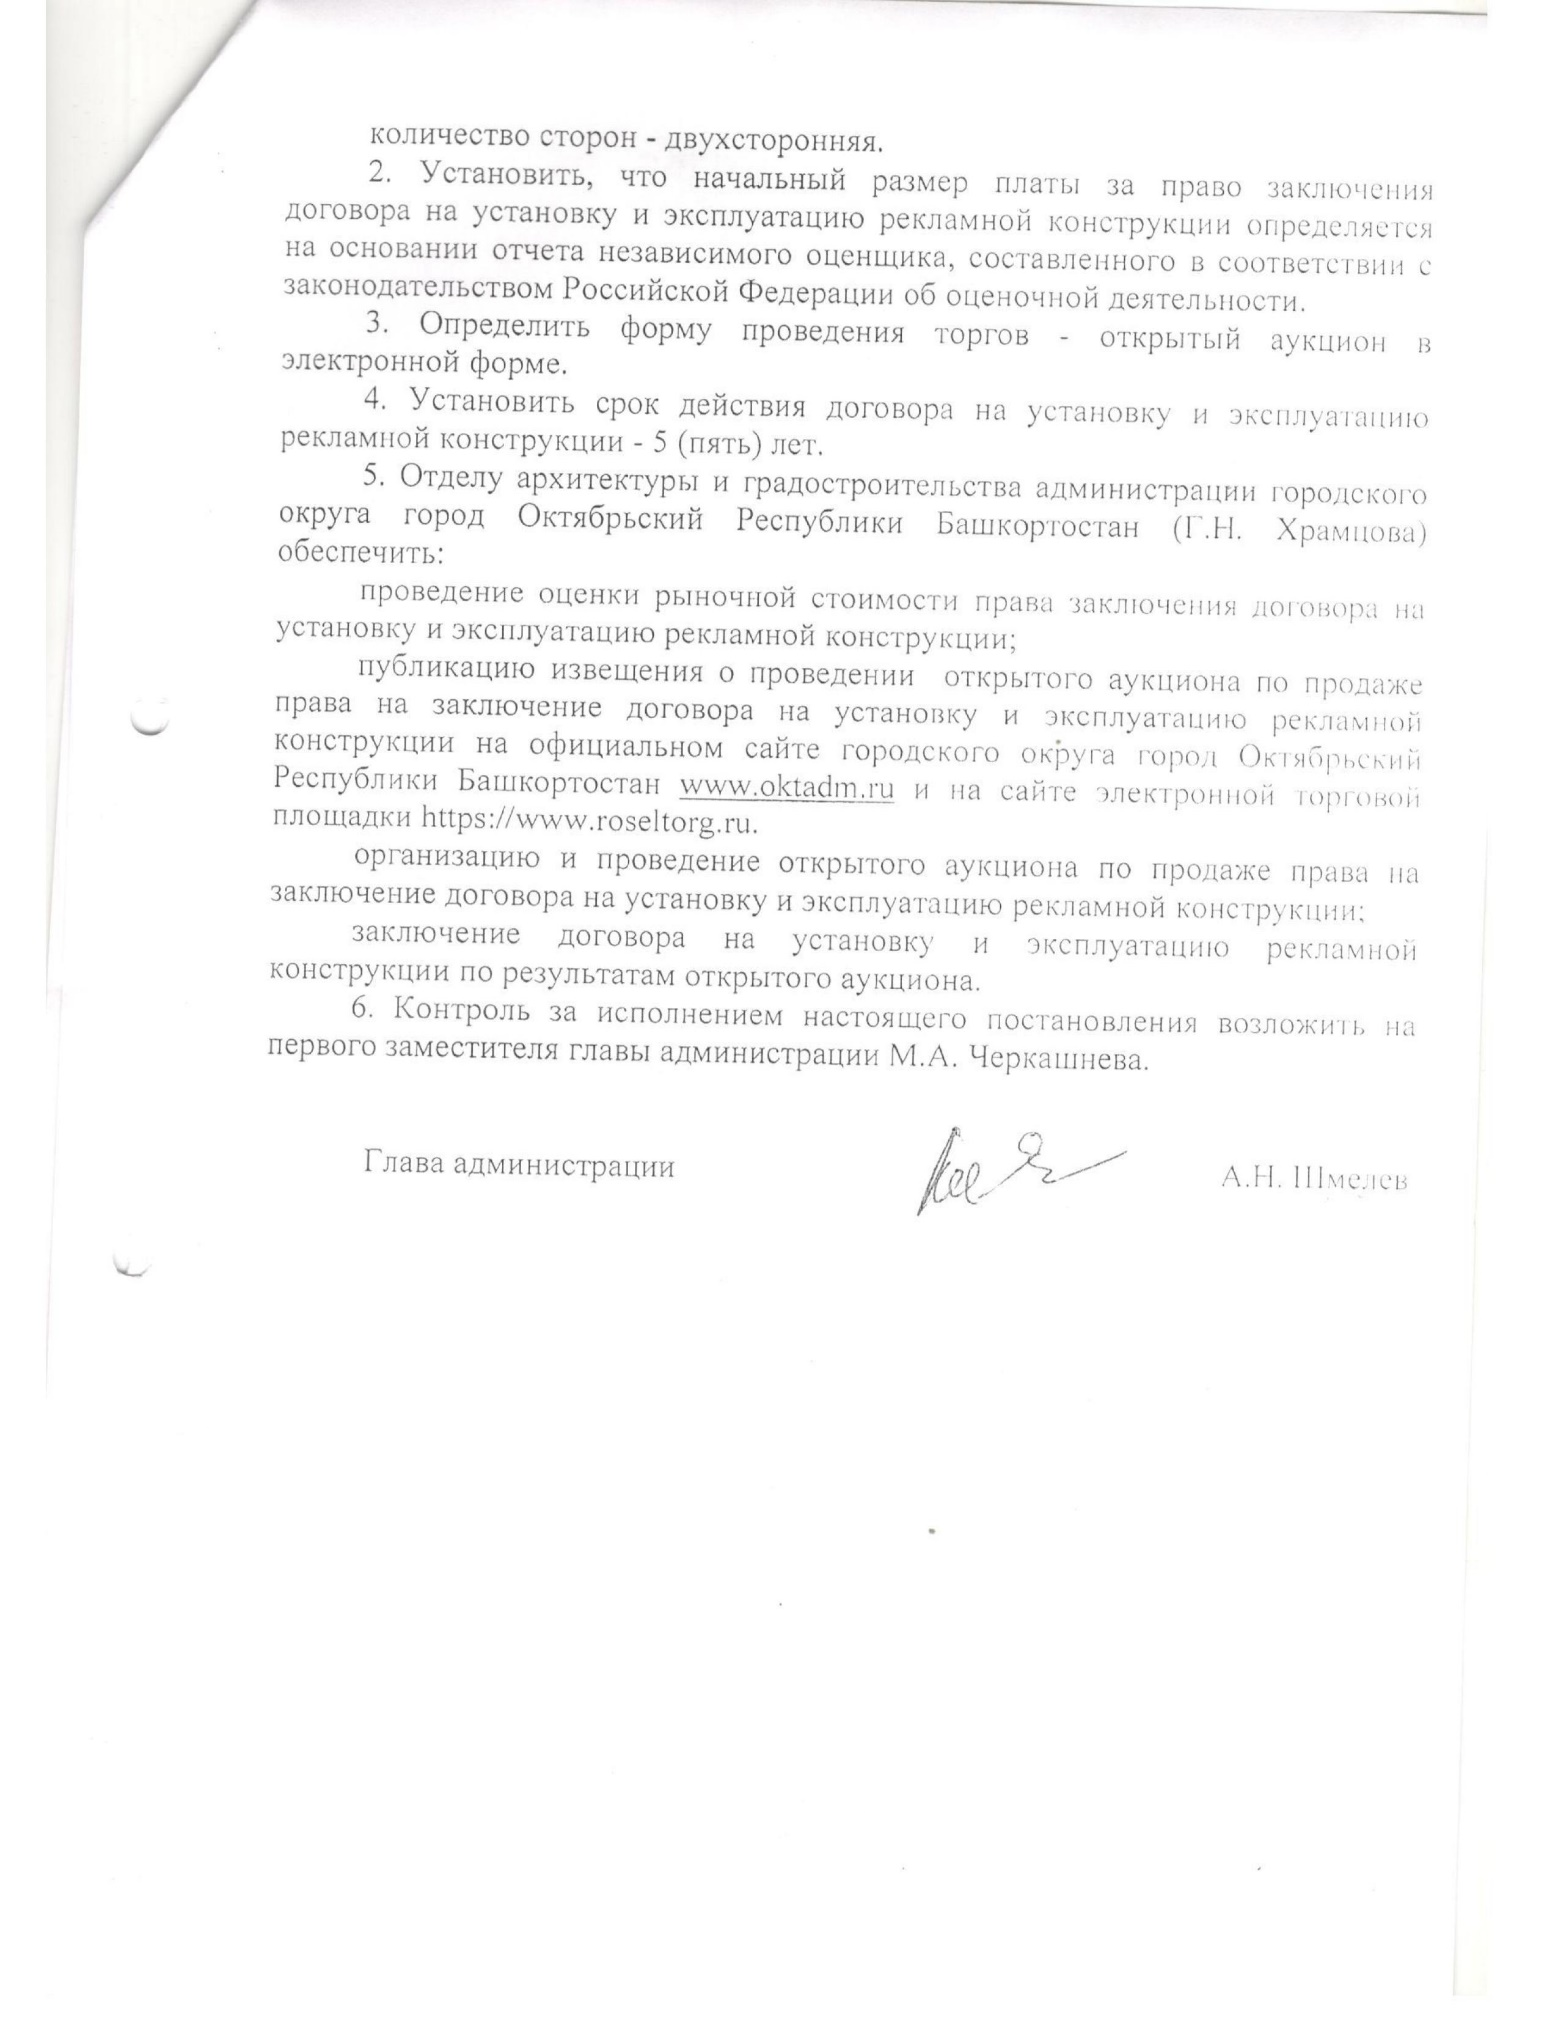 количество сторон - двухсторонняя.
2. Установить, что начальный размер платы за право заключения
договора на установку и эксплуатацию рекламной конструкции определяется
на основании отчета независимого оценщика, составленного в соответствии с
законодательством Российской Федерации об оценочной деятельности.
3. Определить форму проведения торгов - открытый аукцион в
электронной форме.
4. Установить срок действия договора на установку и эксплуатацию
рекламной конструкции - 5 (пять) лет.
5. Отделу архитектуры и градостроительства администрации городского
округа город Октябрьский Республики Башкортостан (Г.Н. Храмцова)
обеспечить:
проведение оценки рыночной стоимости права заключения договора на
установку и эксплуатацию рекламной конструкции;
публикацию извещения о проведении открытого аукциона по продаже
права на заключение договора на установку и эксплуатацию рекламной
конструкции на официальном сайте городского округа город Октябрьский
Республики Башкортостан www.oktadm.ru и на сайте электронной торговой
площадки https://www.roseltorg.ru.
организацию и проведение открытого аукциона по продаже права на
заключение договора на установку и эксплуатацию рекламной конструкции;
заключение договора на установку и эксплуатацию рекламной
конструкции по результатам открытого аукциона.
6. Контроль за исполнением настоящего постановления возложить на
первого заместителя главы администрации М.А. Черкашнева.
Глава администрации А.Н. Шмелев